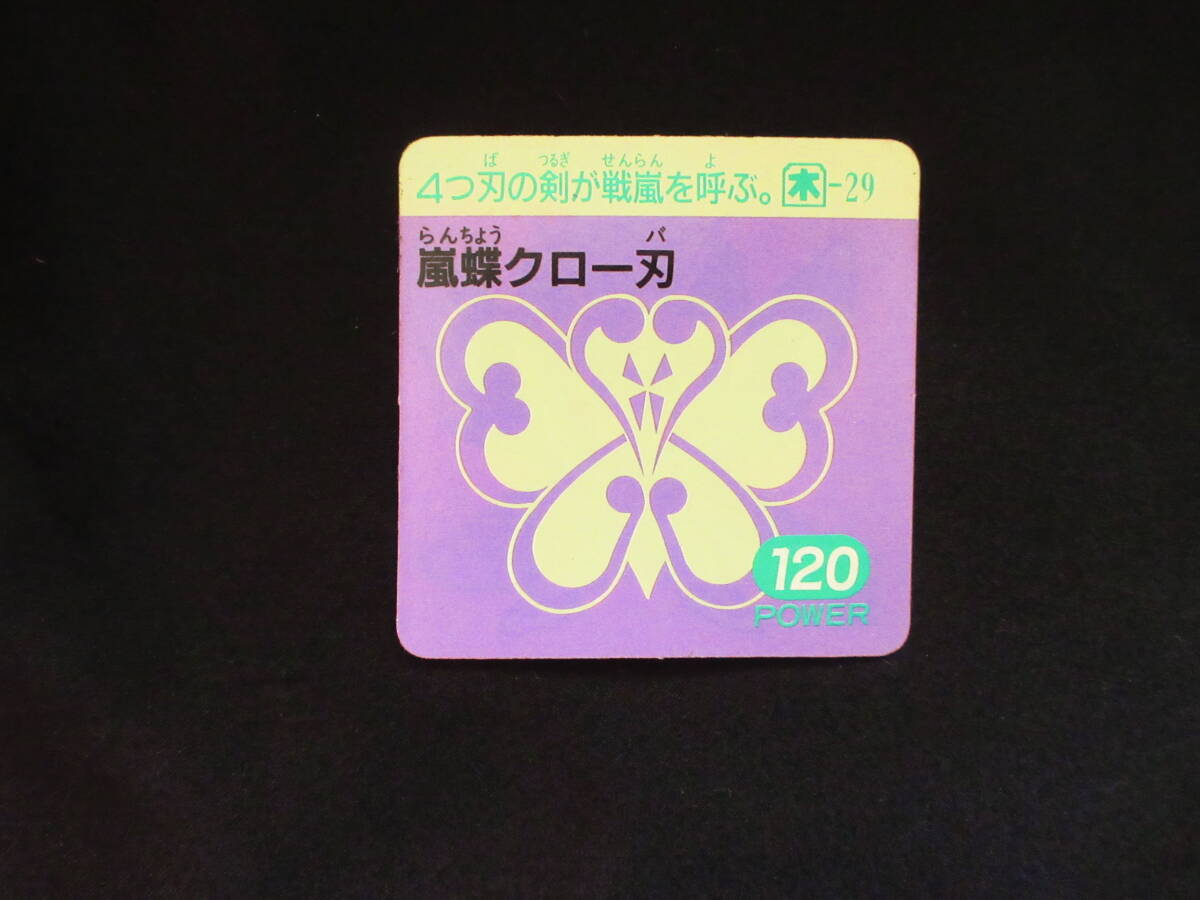 ば つるぎ せんらん よ
4つ刃の剣が戦嵐を呼ぶ。木-29
らんちょう バ
嵐蝶クロー刃
120
POWER